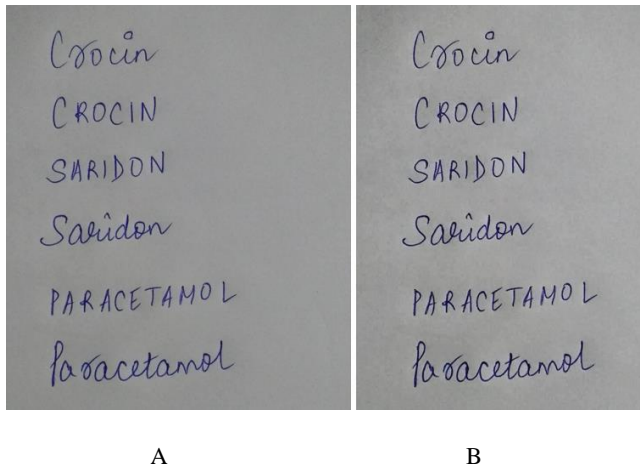 Crocin
CROCIN
SARIDON
Saridon
PARACETAMOL
Paracetamol
Crocin
CROCIN
SARIDON
Saridon
PARACETAMOL
Paracetamol
A B